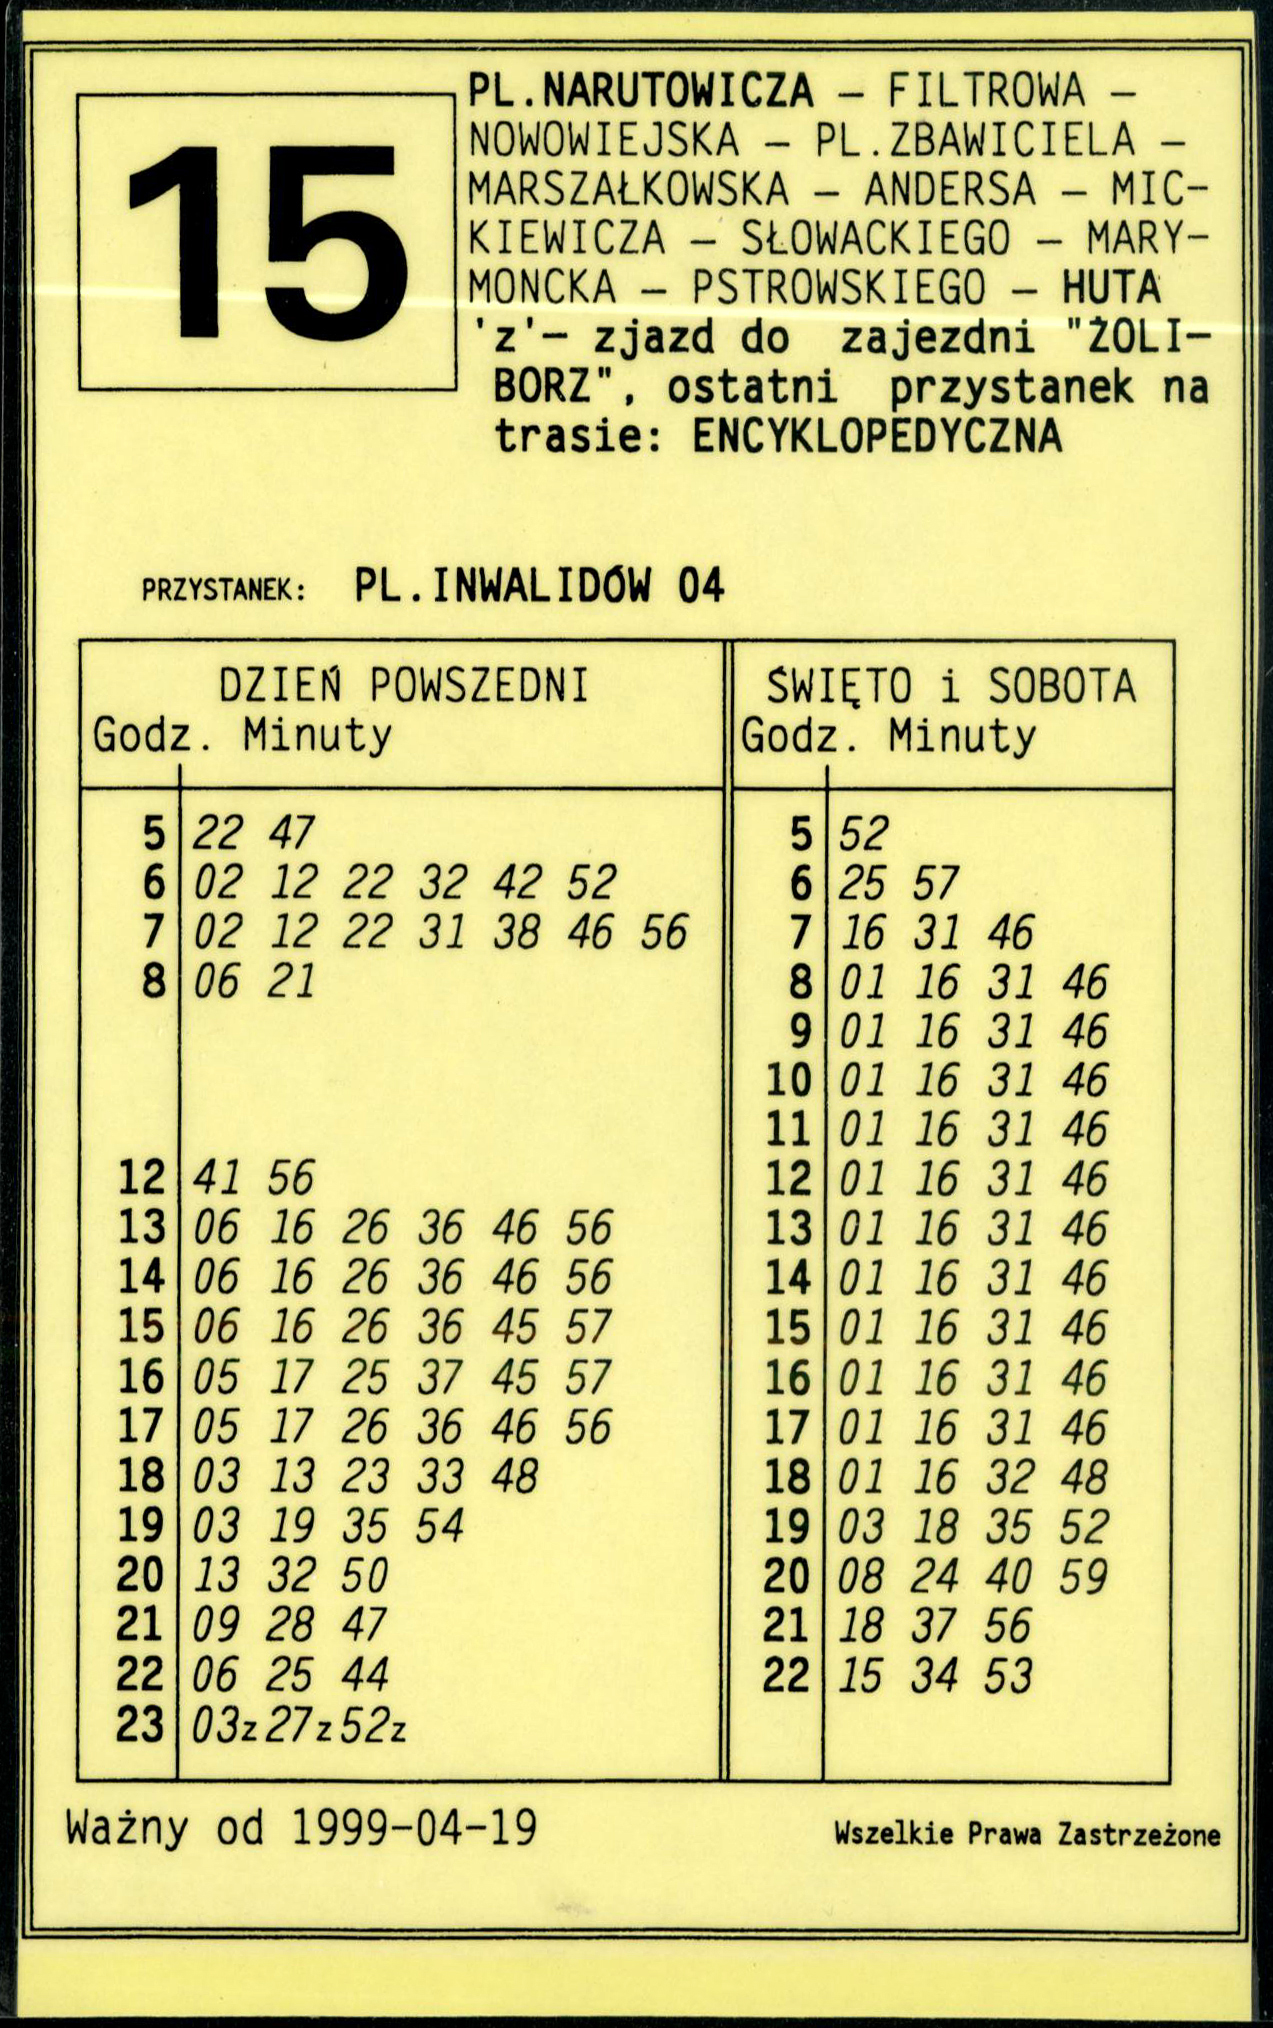 15
PL.NARUTOWICZA – FILTROWA –
NOWOWIEJSKA – PL.ZBAWICIELA –
MARSZAŁKOWSKA – ANDERSA – MIC-
KIEWICZA – SŁOWACKIEGO – MARY-
MONCKA – PSTROWSKIEGO – HUTA
'z'– zjazd do zajezdni "ŻOLI-
BORZ", ostatni przystanek na
trasie: ENCYKLOPEDYCZNA
PRZYSTANEK: PL.INWALIDÓW 04
DZIEŃ POWSZEDNI
Godz. Minuty
5 22 47
6 02 12 22 32 42 52
7 02 12 22 31 38 46 56
8 06 21
12 41 56
13 06 16 26 36 46 56
14 06 16 26 36 46 56
15 06 16 26 36 45 57
16 05 17 25 37 45 57
17 05 17 26 36 46 56
18 03 13 23 33 48
19 03 19 35 54
20 13 32 50
21 09 28 47
22 06 25 44
23 03z 27z 52z
ŚWIĘTO i SOBOTA
Godz. Minuty
5 52
6 25 57
7 16 31 46
8 01 16 31 46
9 01 16 31 46
10 01 16 31 46
11 01 16 31 46
12 01 16 31 46
13 01 16 31 46
14 01 16 31 46
15 01 16 31 46
16 01 16 31 46
17 01 16 31 46
18 01 16 32 48
19 03 18 35 52
20 08 24 40 59
21 18 37 56
22 15 34 53
Ważny od 1999-04-19
Wszelkie Prawa Zastrzeżone